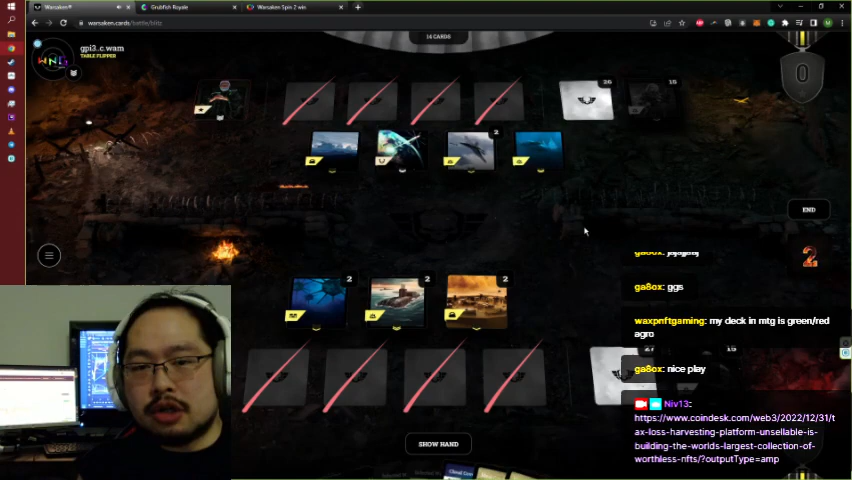 Warsaken®
Grubfish Royale
Warsaken Spin 2 win
warsaken.cards/battle/blitz
14 CARDS
gpi3.c.wam
TABLE FLIPPER
WND
0
26
15
2
END
2
ga8ox:
ga8ox: ggs
2
2
2
waxpnftgaming: my deck in mtg is green/red
agro
ga8ox: nice play
15
Niv13:
https://www.coindesk.com/web3/2022/12/31/t
ax-loss-harvesting-platform-unsellable-is-
building-the-worlds-largest-collection-of-
worthless-nfts/?outputType=amp
SHOW HAND